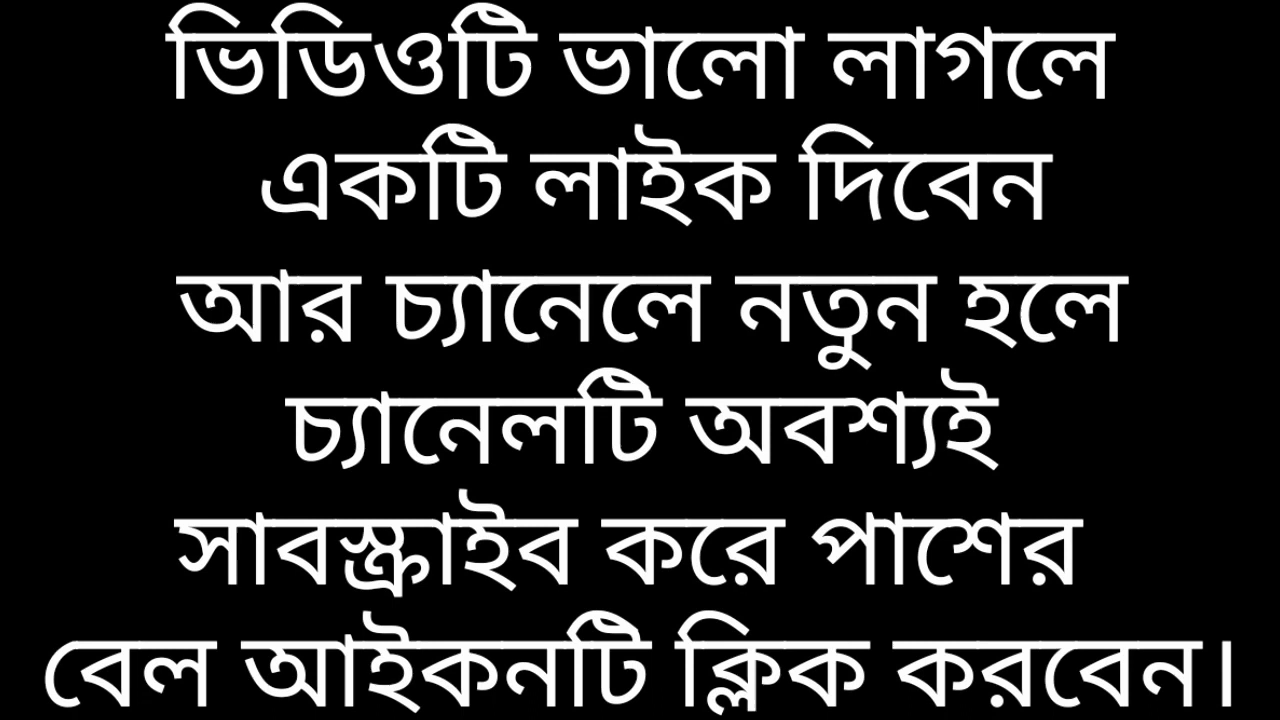 ভিডিওটি ভালো লাগলে
একটি লাইক দিবেন
আর চ্যানেলে নতুন হলে
চ্যানেলটি অবশ্যই
সাবস্ক্রাইব করে পাশের
বেল আইকনটি ক্লিক করবেন।